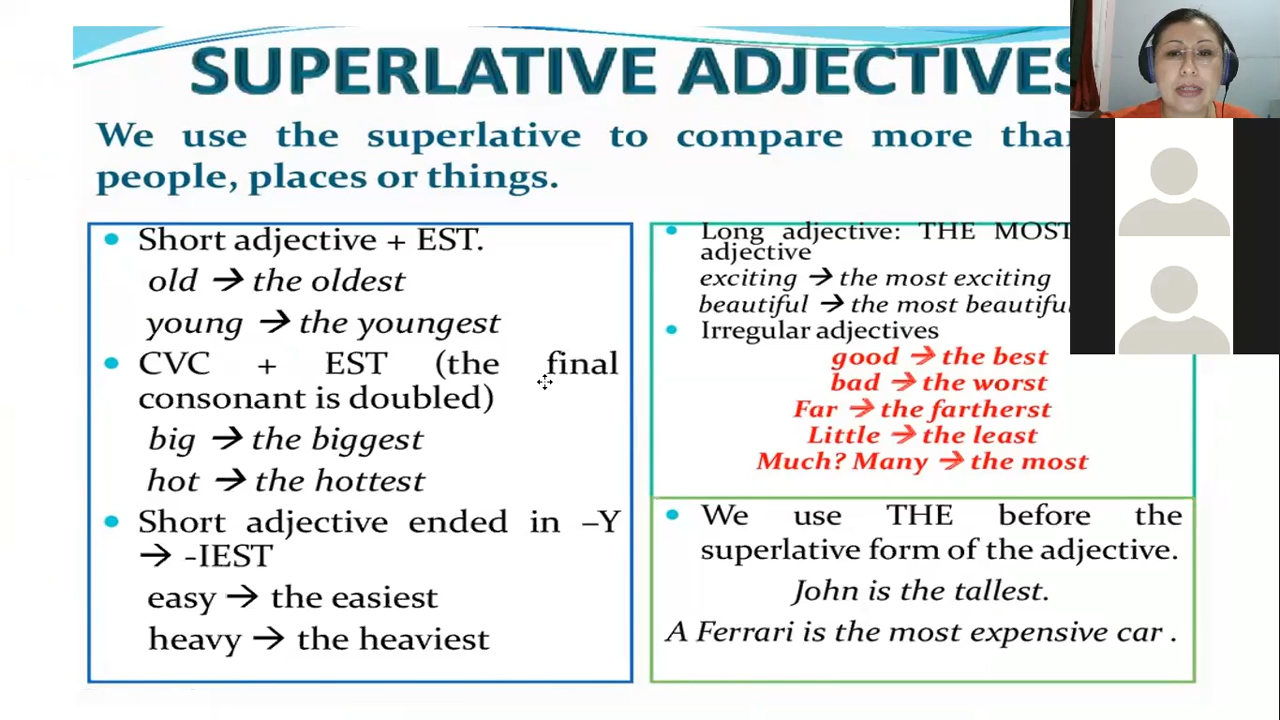 SUPERLATIVE ADJECTIVES
We use the superlative to compare more than
people, places or things.
• Short adjective + EST.
old → the oldest
young → the youngest
• CVC + EST (the final
consonant is doubled)
big → the biggest
hot → the hottest
• Short adjective ended in –Y
→ -IEST
easy → the easiest
heavy → the heaviest
• Long adjective: THE MOST
adjective
exciting → the most exciting
beautiful → the most beautiful
• Irregular adjectives
good → the best
bad → the worst
Far → the fartherst
Little → the least
Much? Many → the most
• We use THE before the
superlative form of the adjective.
John is the tallest.
A Ferrari is the most expensive car .